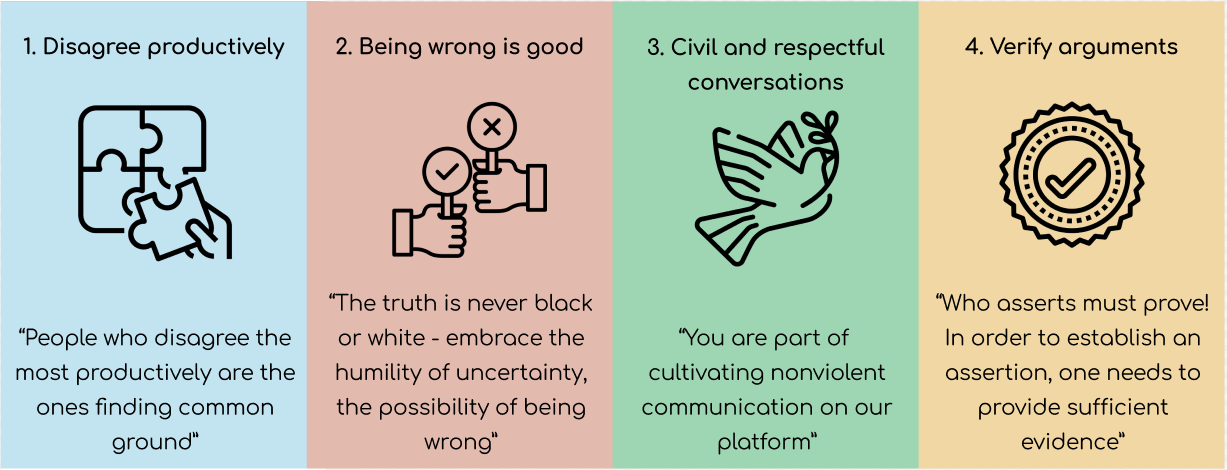 1. Disagree productively
“People who disagree the
most productively are the
ones finding common
ground”
2. Being wrong is good
“The truth is never black
or white - embrace the
humility of uncertainty,
the possibility of being
wrong”
3. Civil and respectful
conversations
“You are part of
cultivating nonviolent
communication on our
platform”
4. Verify arguments
“Who asserts must prove!
In order to establish an
assertion, one needs to
provide sufficient
evidence”